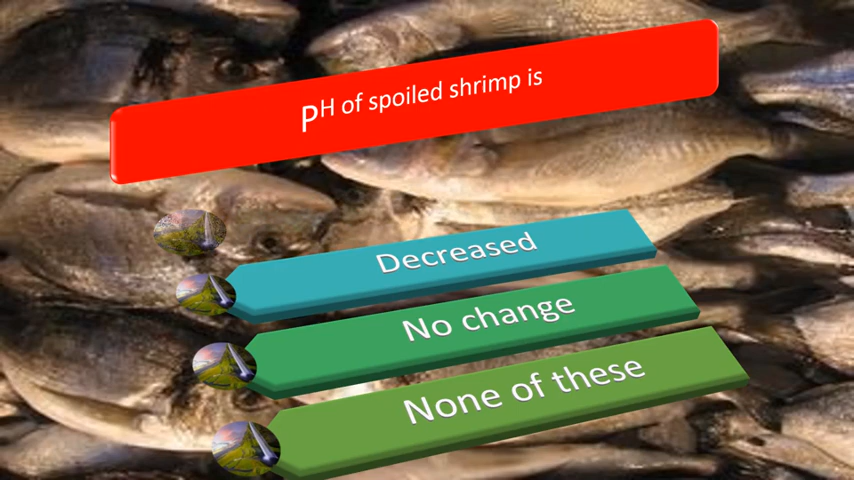 PH of spoiled shrimp is
Decreased
No change
None of these